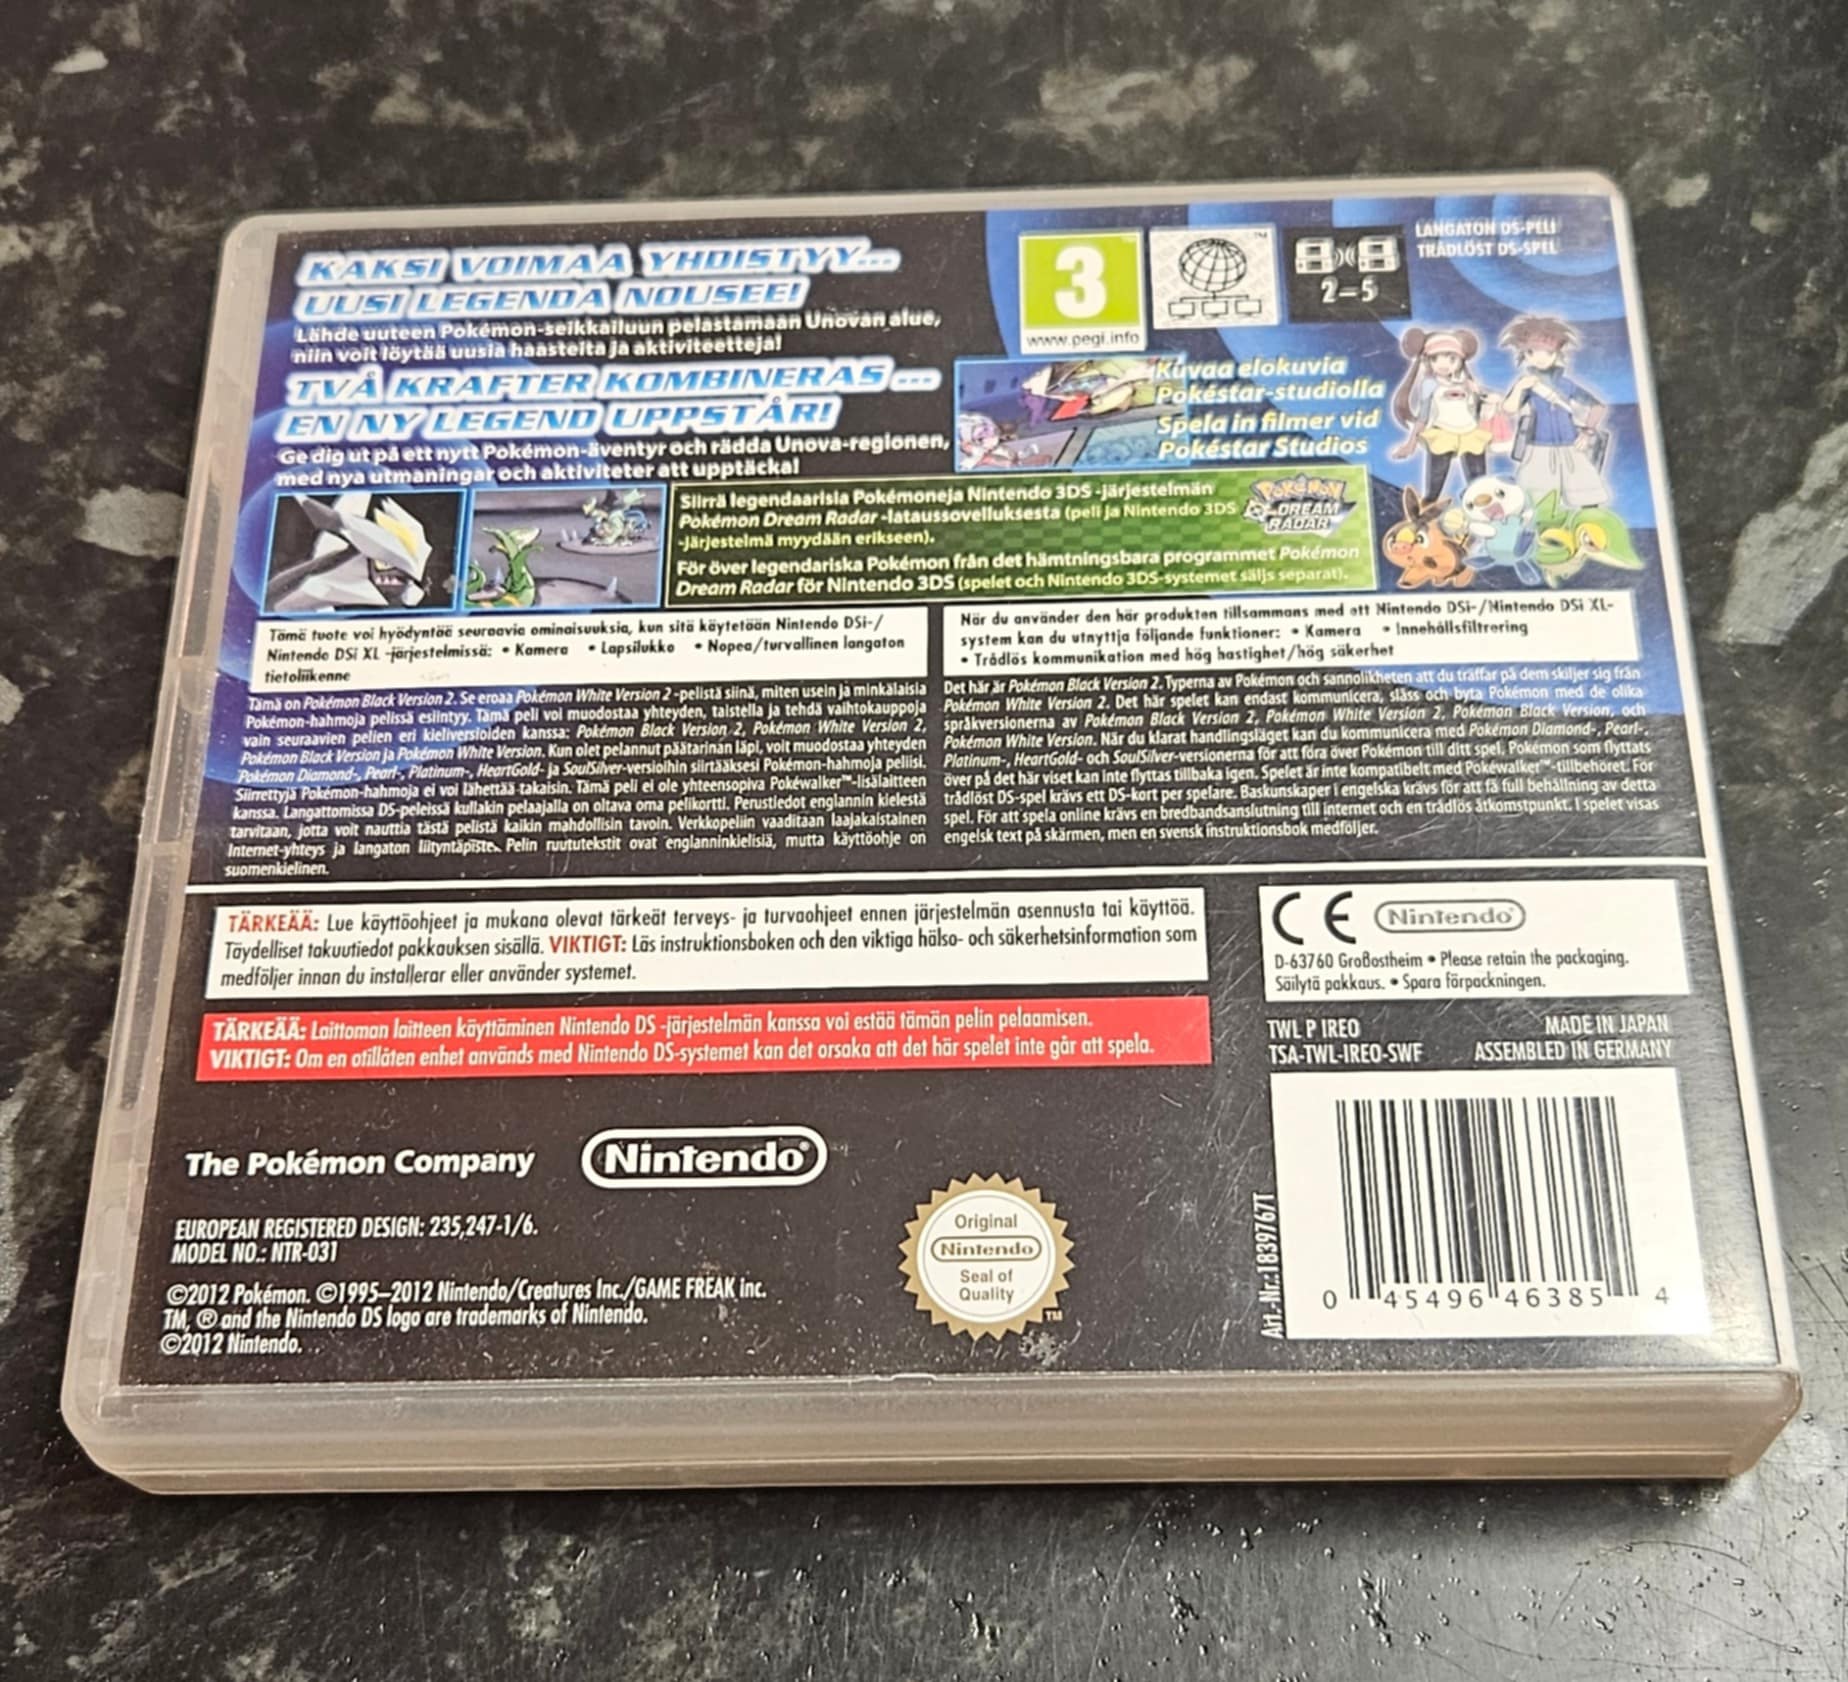 KAKSI VOIMAA YHDISTYY...
UUSI LEGENDA NOUSEE!
Lähde uuteen Pokémon-seikkailuun pelastamaan Unovan alue,
niin voit löytää uusia haasteita ja aktiviteetteja!
TVÅ KRAFTER KOMBINERAS...
EN NY LEGEND UPPSTÅR!
Ge dig ut på ett nytt Pokémon-äventyr och rädda Unova-regionen,
med nya utmaningar och aktiviteter att upptäcka!
3
www.pegi.info
TM
2–5
LANGATON DS-PELI
TRÅDLÖST DS-SPEL
Kuvaa elokuvia
Pokéstar-studiolla
Spela in filmer vid
Pokéstar Studios
Siirrä legendaarisia Pokémoneja Nintendo 3DS -järjestelmän
Pokémon Dream Radar -lataussovelluksesta (peli ja Nintendo 3DS
-järjestelmä myydään erikseen).
För över legendariska Pokémon från det hämtningsbara programmet Pokémon
Dream Radar för Nintendo 3DS (spelet och Nintendo 3DS-systemet säljs separat).
POKéMON
DREAM
RADAR
Tämä tuote voi hyödyntää seuraavia ominaisuuksia, kun sitä käytetään Nintendo DSi-/
Nintendo DSi XL -järjestelmissä: • Kamera • Lapsilukko • Nopea/turvallinen langaton
tietoliikenne
När du använder den här produkten tillsammans med ett Nintendo DSi-/Nintendo DSi XL-
system kan du utnyttja följande funktioner: • Kamera • Innehållsfiltrering
• Trådlös kommunikation med hög hastighet/hög säkerhet
Tämä on Pokémon Black Version 2. Se eroaa Pokémon White Version 2 -pelistä siinä, miten usein ja minkälaisia
Pokémon-hahmoja pelissä esiintyy. Tämä peli voi muodostaa yhteyden, taistella ja tehdä vaihtokauppoja
vain seuraavien pelien eri kieliversioiden kanssa: Pokémon Black Version 2, Pokémon White Version 2,
Pokémon Black Version ja Pokémon White Version. Kun olet pelannut päätarinan läpi, voit muodostaa yhteyden
Pokémon Diamond-, Pearl-, Platinum-, HeartGold- ja SoulSilver-versioihin siirtääksesi Pokémon-hahmoja peliisi.
Siirrettyjä Pokémon-hahmoja ei voi lähettää takaisin. Tämä peli ei ole yhteensopiva Pokéwalker™-lisälaitteen
kanssa. Langattomissa DS-peleissä kullakin pelaajalla on oltava oma pelikortti. Perustiedot englannin kielestä
tarvitaan, jotta voit nauttia tästä pelistä kaikin mahdollisin tavoin. Verkkopeliin vaaditaan laajakaistainen
Internet-yhteys ja langaton liityntäpiste. Pelin ruututekstit ovat englanninkielisiä, mutta käyttöohje on
suomenkielinen.
Det här är Pokémon Black Version 2. Typerna av Pokémon och sannolikheten att du träffar på dem skiljer sig från
Pokémon White Version 2. Det här spelet kan endast kommunicera, slåss och byta Pokémon med de olika
språkversionerna av Pokémon Black Version 2, Pokémon White Version 2, Pokémon Black Version, och
Pokémon White Version. När du klarat handlingsläget kan du kommunicera med Pokémon Diamond-, Pearl-,
Platinum-, HeartGold- och SoulSilver-versionerna för att föra över Pokémon till ditt spel. Pokémon som flyttats
över på det här viset kan inte flyttas tillbaka igen. Spelet är inte kompatibelt med Pokéwalker™-tillbehöret. För
trådlöst DS-spel krävs ett DS-kort per spelare. Baskunskaper i engelska krävs för att få full behållning av detta
spel. För att spela online krävs en bredbandsanslutning till internet och en trådlös åtkomstpunkt. I spelet visas
engelsk text på skärmen, men en svensk instruktionsbok medföljer.
TÄRKEÄÄ: Lue käyttöohjeet ja mukana olevat tärkeät terveys- ja turvaohjeet ennen järjestelmän asennusta tai käyttöä.
Täydelliset takuutiedot pakkauksen sisällä. VIKTIGT: Läs instruktionsboken och den viktiga hälso- och säkerhetsinformation som
medföljer innan du installerar eller använder systemet.
TÄRKEÄÄ: Laittoman laitteen käyttäminen Nintendo DS -järjestelmän kanssa voi estää tämän pelin pelaamisen.
VIKTIGT: Om en otillåten enhet används med Nintendo DS-systemet kan det orsaka att det här spelet inte går att spela.
CE Nintendo®
D-63760 Großostheim • Please retain the packaging.
Säilytä pakkaus. • Spara förpackningen.
TWL P IREO MADE IN JAPAN
TSA-TWL-IREO-SWF ASSEMBLED IN GERMANY
The Pokémon Company Nintendo®
EUROPEAN REGISTERED DESIGN: 235,247-1/6.
MODEL NO.: NTR-031
©2012 Pokémon. ©1995–2012 Nintendo/Creatures Inc./GAME FREAK inc.
TM, ® and the Nintendo DS logo are trademarks of Nintendo.
©2012 Nintendo.
Original
Nintendo
Seal of
Quality
TM
Art.-Nr.:1839767T
0 45496 46385 4